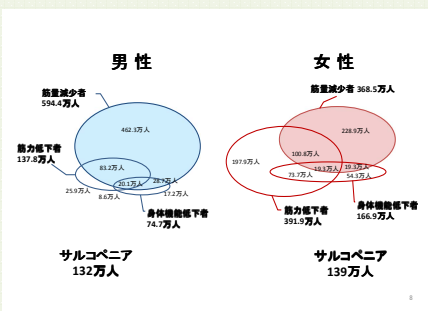 男性
筋量減少者
594.4万人
462.3万人
筋力低下者
137.8万人
83.2万人
20.1万人
28.7万人
25.9万人
8.6万人
17.2万人
身体機能低下者
74.7万人
サルコペニア
132万人
女性
筋量減少者 368.5万人
228.9万人
100.8万人
197.9万人
19.3万人
19.3万人
73.7万人
54.3万人
筋力低下者
391.9万人
身体機能低下者
166.9万人
サルコペニア
139万人
8